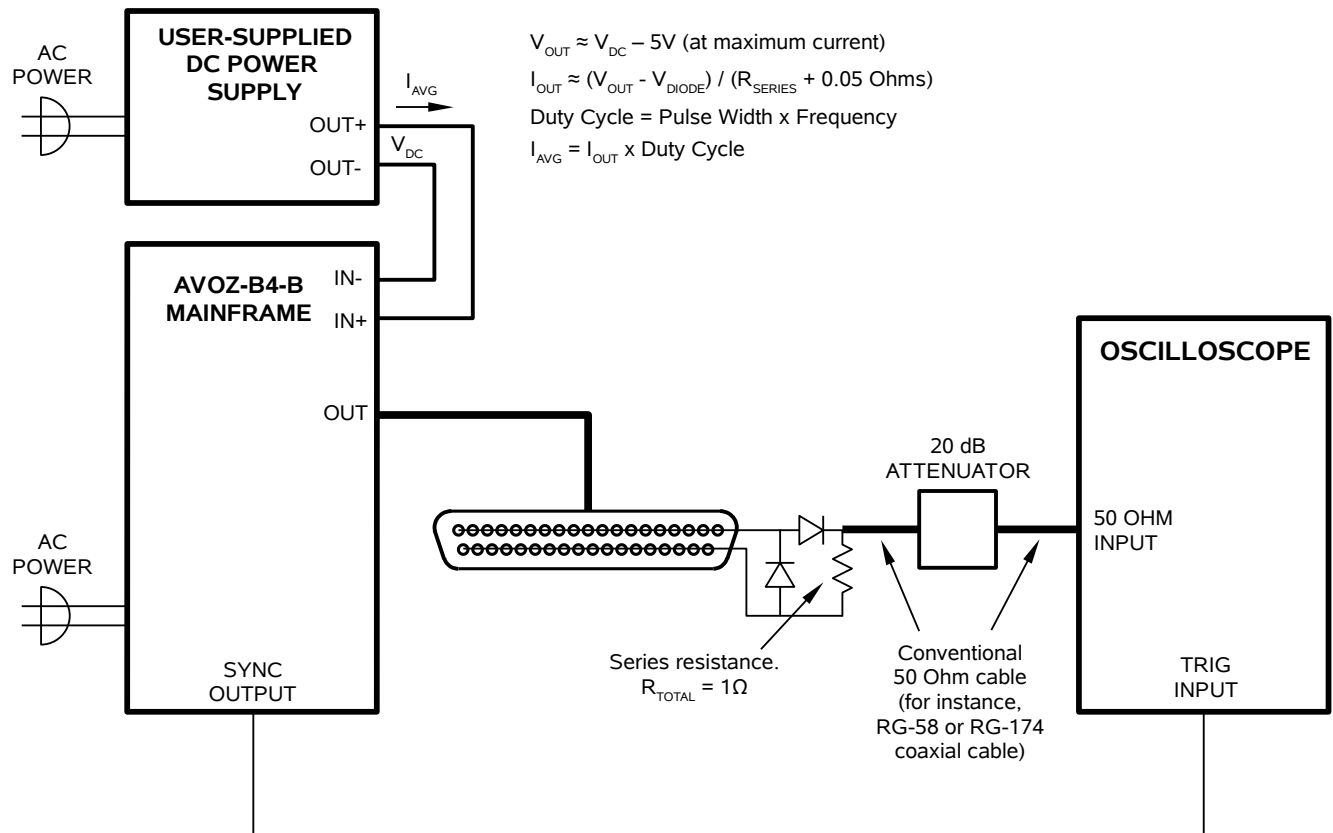 AC
POWER
USER-SUPPLIED
DC POWER
SUPPLY
OUT+
OUT-
I_AVG
V_DC
V_OUT ≈ V_DC – 5V (at maximum current)
I_OUT ≈ (V_OUT - V_DIODE) / (R_SERIES + 0.05 Ohms)
Duty Cycle = Pulse Width x Frequency
I_AVG = I_OUT x Duty Cycle
AVOZ-B4-B
MAINFRAME
IN-
IN+
OUT
AC
POWER
SYNC
OUTPUT
Series resistance.
R_TOTAL = 1Ω
20 dB
ATTENUATOR
Conventional
50 Ohm cable
(for instance,
RG-58 or RG-174
coaxial cable)
OSCILLOSCOPE
50 OHM
INPUT
TRIG
INPUT